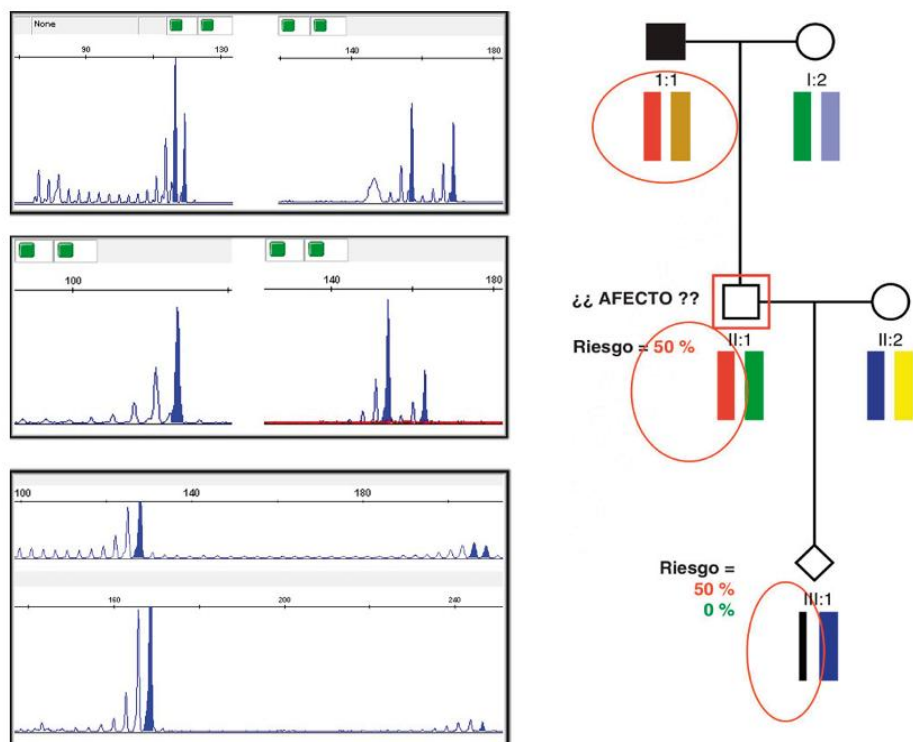 None
90 130
140 180
100
140 180
100 140 180
160 200 240
1:1
I:2
¿¿ AFECTO ??
Riesgo = 50 %
II:1
II:2
Riesgo =
50 %
0 %
III:1